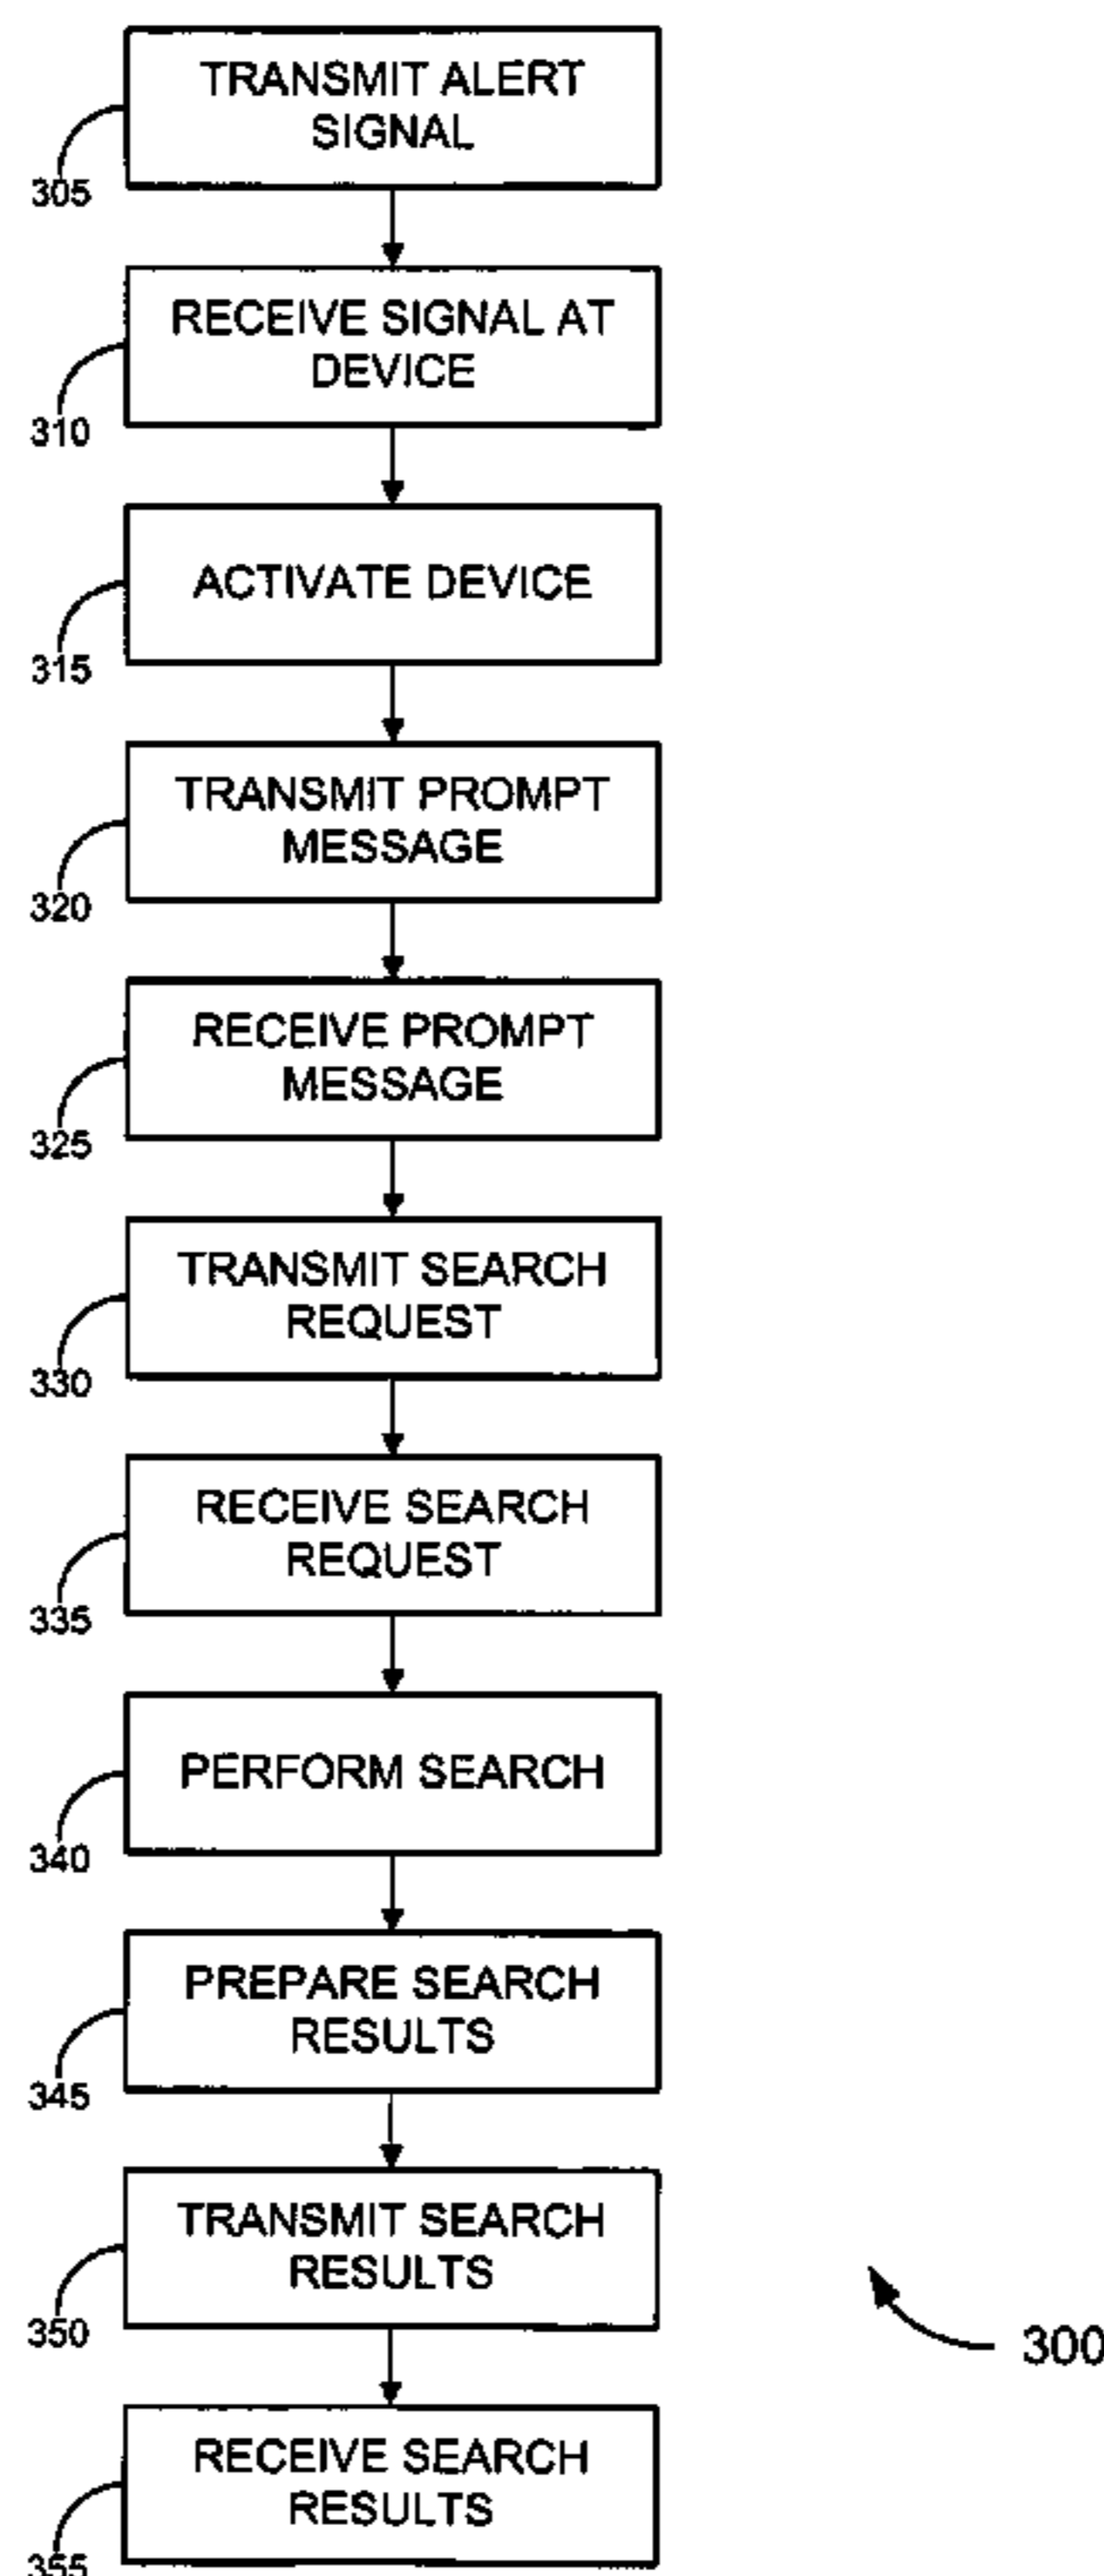 TRANSMIT ALERT
SIGNAL
305
RECEIVE SIGNAL AT
DEVICE
310
ACTIVATE DEVICE
315
TRANSMIT PROMPT
MESSAGE
320
RECEIVE PROMPT
MESSAGE
325
TRANSMIT SEARCH
REQUEST
330
RECEIVE SEARCH
REQUEST
335
PERFORM SEARCH
340
PREPARE SEARCH
RESULTS
345
TRANSMIT SEARCH
RESULTS
350
300
RECEIVE SEARCH
RESULTS
355